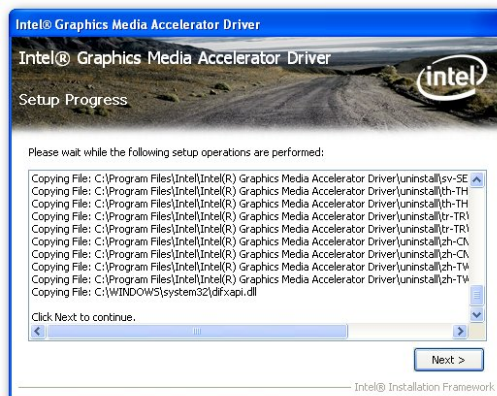 Intel® Graphics Media Accelerator Driver
Intel® Graphics Media Accelerator Driver
intel
Setup Progress
Please wait while the following setup operations are performed:
Copying File: C:\Program Files\Intel\Intel(R) Graphics Media Accelerator Driver\uninstall\sv-SE
Copying File: C:\Program Files\Intel\Intel(R) Graphics Media Accelerator Driver\uninstall\th-TH
Copying File: C:\Program Files\Intel\Intel(R) Graphics Media Accelerator Driver\uninstall\th-TH
Copying File: C:\Program Files\Intel\Intel(R) Graphics Media Accelerator Driver\uninstall\tr-TR\
Copying File: C:\Program Files\Intel\Intel(R) Graphics Media Accelerator Driver\uninstall\tr-TR\
Copying File: C:\Program Files\Intel\Intel(R) Graphics Media Accelerator Driver\uninstall\zh-CN
Copying File: C:\Program Files\Intel\Intel(R) Graphics Media Accelerator Driver\uninstall\zh-CN
Copying File: C:\Program Files\Intel\Intel(R) Graphics Media Accelerator Driver\uninstall\zh-TW
Copying File: C:\Program Files\Intel\Intel(R) Graphics Media Accelerator Driver\uninstall\zh-TW
Copying File: C:\WINDOWS\system32\difxapi.dll
Click Next to continue.
Next >
Intel® Installation Framework